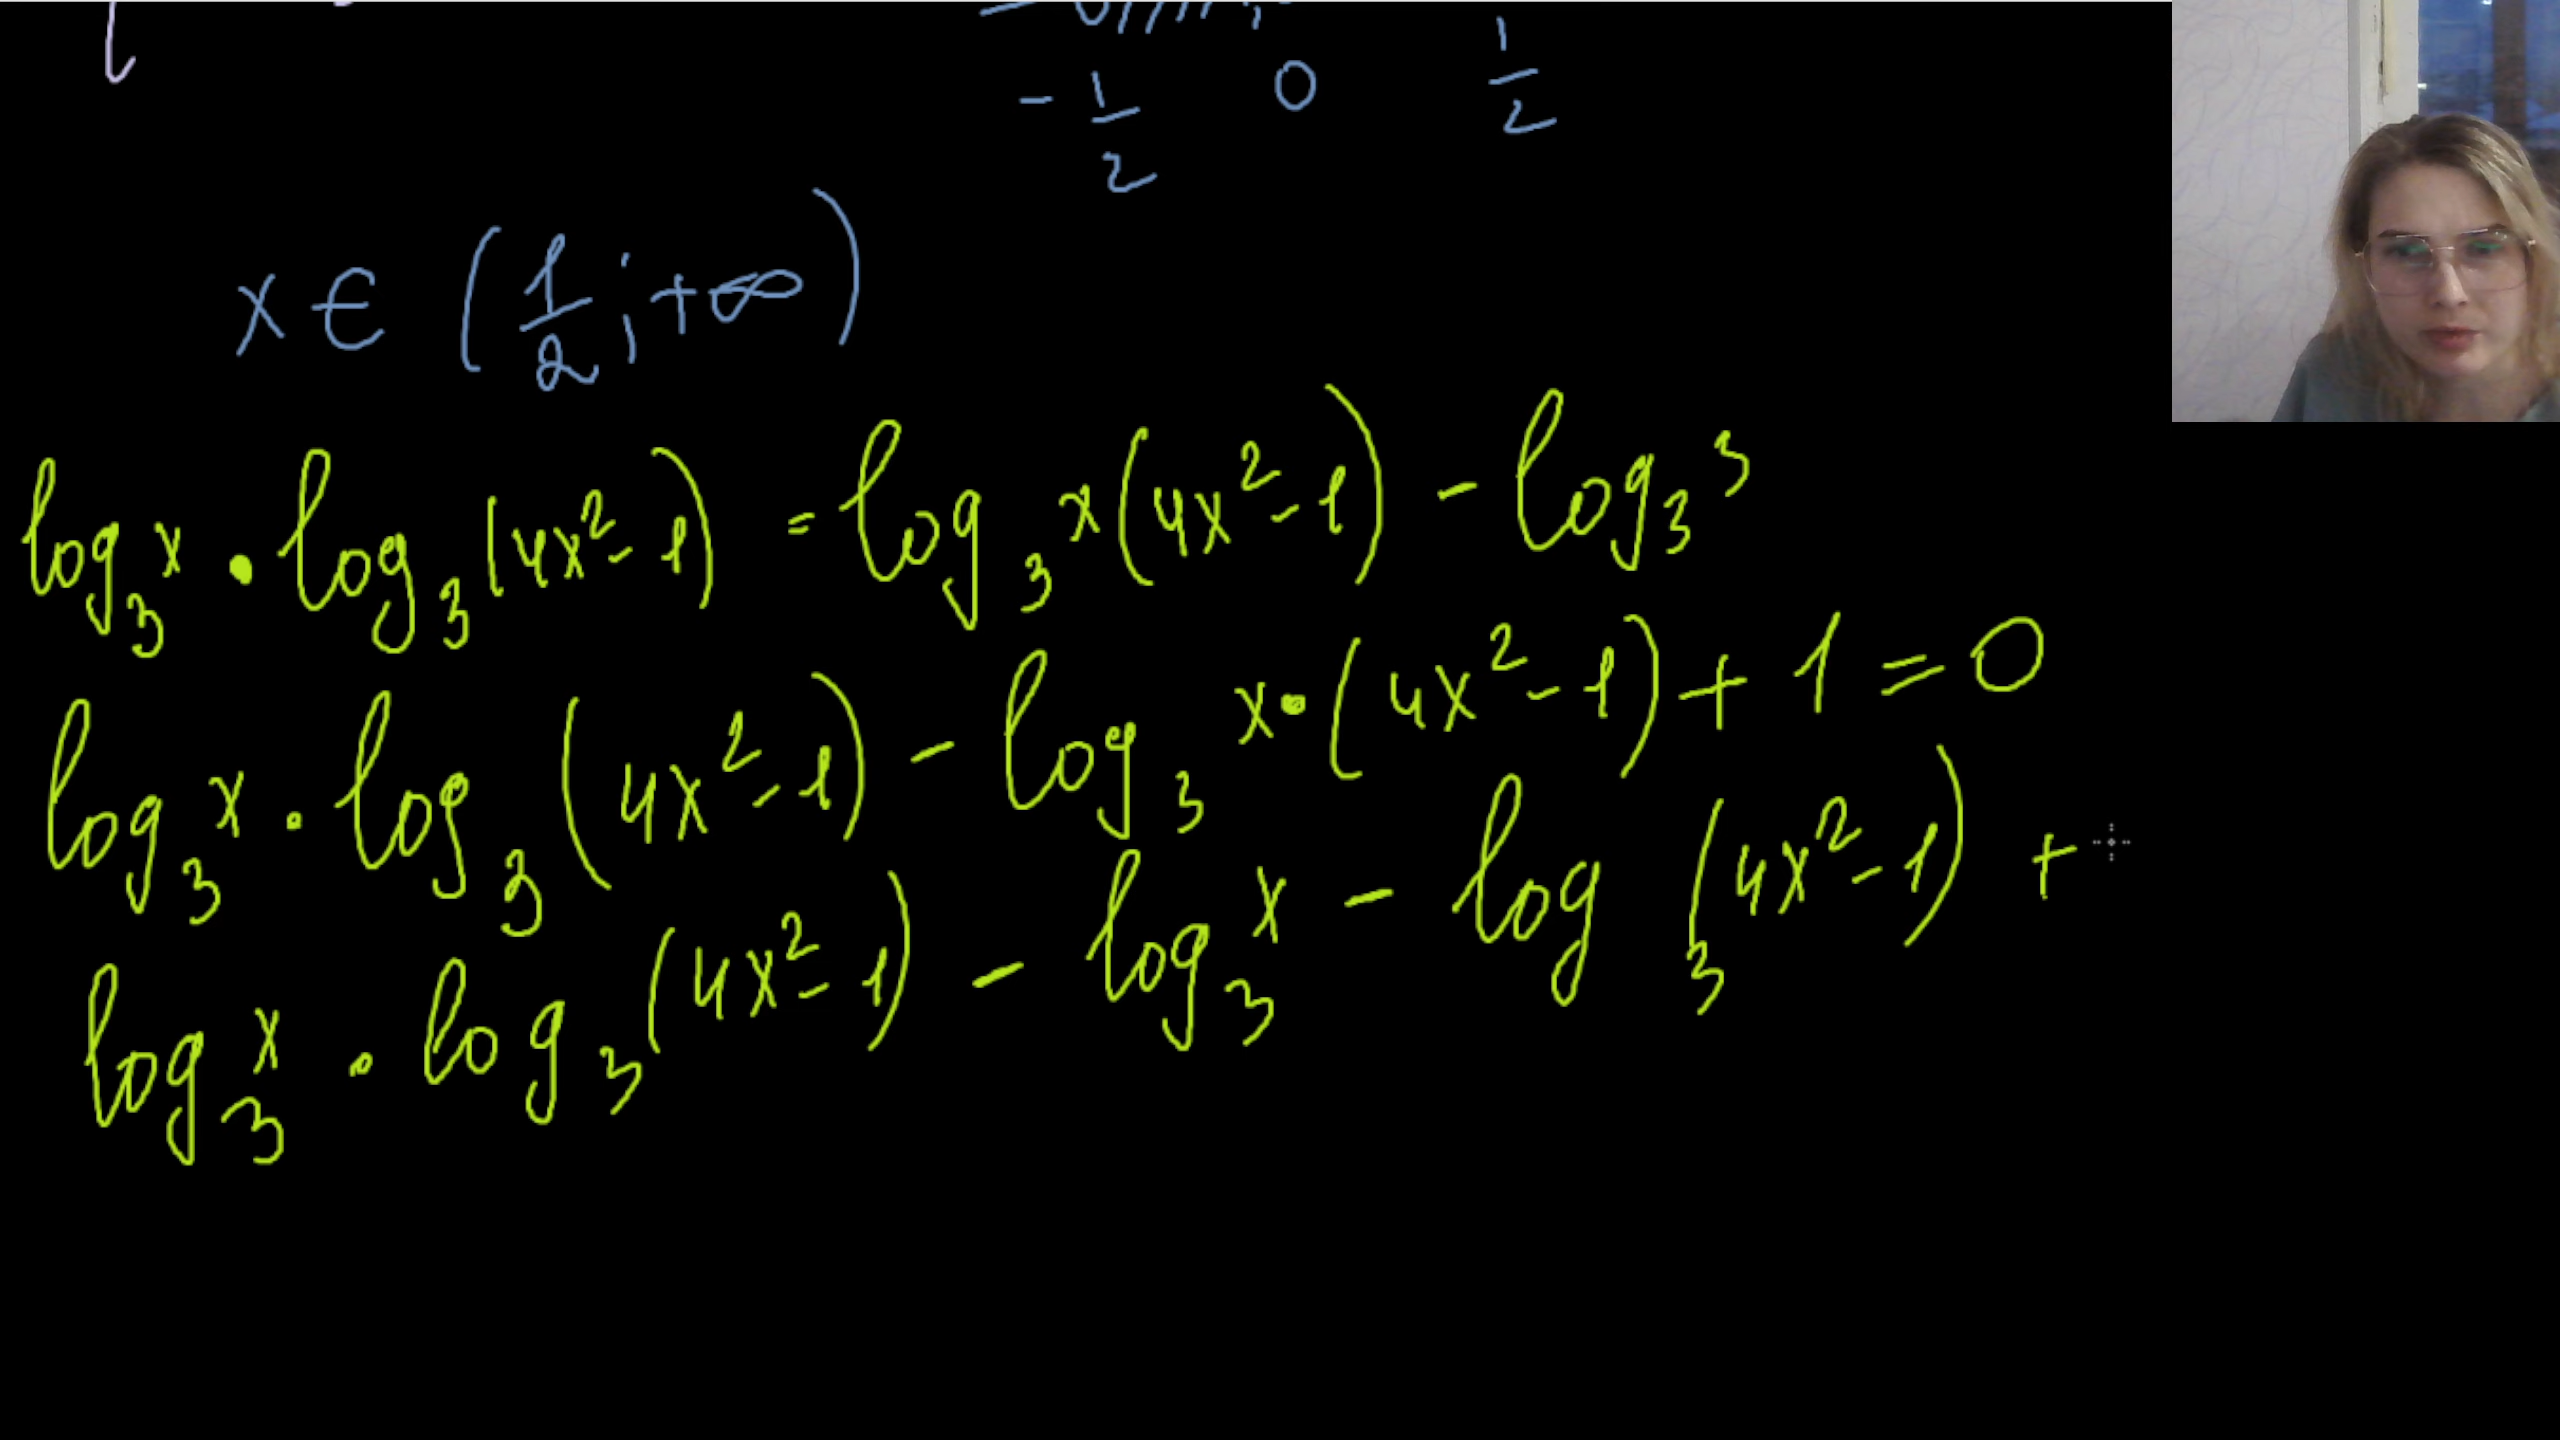 -1/2 0 1/2
x ∈ (1/2; +∞)
log₃x • log₃(4x²-1) = log₃x(4x²-1) - log₃3
log₃x · log₃(4x²-1) - log₃x·(4x²-1) + 1 = 0
log₃x · log₃(4x²-1) - log₃x - log₃(4x²-1) +